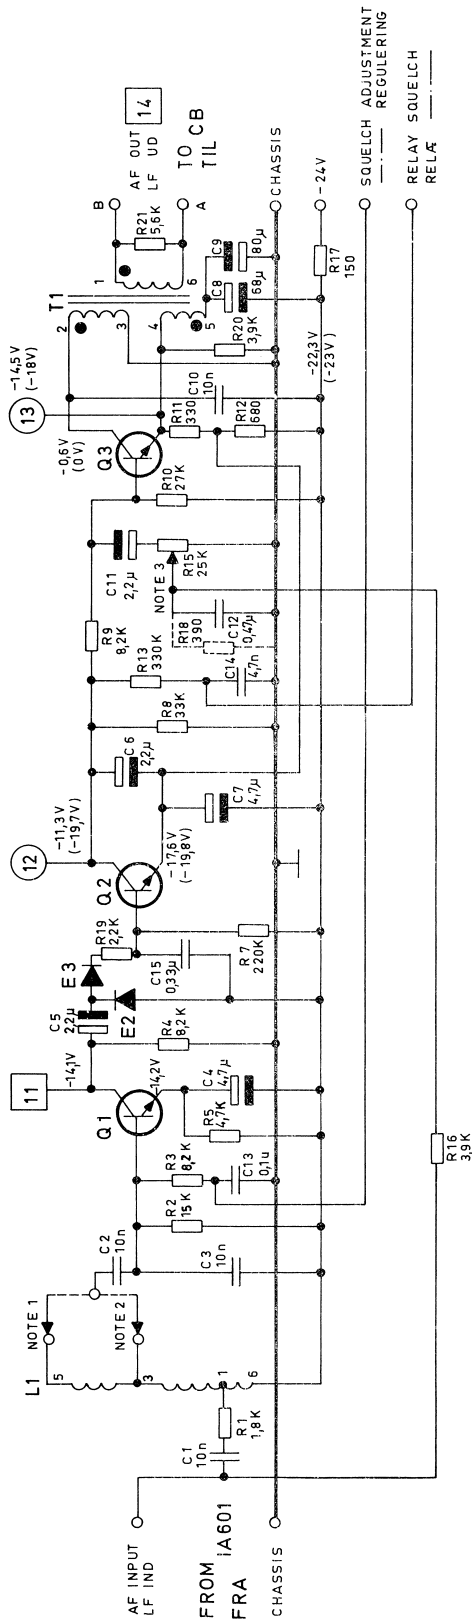 AF INPUT
LF IND
FROM iA601
FRA
CHASSIS
C1
10n
R1
1,8K
L1
5
3
1
6
NOTE 1
NOTE 2
C2
10n
C3
10n
R2
15K
R3
8,2K
C13
0,1u
11
-14,1V
Q1
-14,2V
R5
4,7K
C4
4,7µ
R4
8,2K
C5
2,2µ
E3
E2
R19
2,2K
C15
0,33µ
R7
220K
12
-11,3V
(-19,7V)
Q2
-17,6V
(-19,8V)
C6
2,2µ
C7
4,7µ
R8
33K
R9
8,2K
R13
330K
C14
4,7n
R18
390
C12
0,47µ
C11
2,2µ
NOTE 3
R15
25K
R10
27K
13
-14,5V
(-18V)
-0,6V
(0V)
Q3
R11
330
R12
680
C10
10n
R20
3,9K
T1
2
3
4
5
1
6
C8
68µ
C9
80µ
R21
5,6K
B
A
AF OUT
LF UD
14
TO CB
TIL
CHASSIS
-22,3V
(-23V)
R17
150
-24V
SQUELCH ADJUSTMENT
REGULERING
RELAY SQUELCH
RELÆ
R16
3,9K